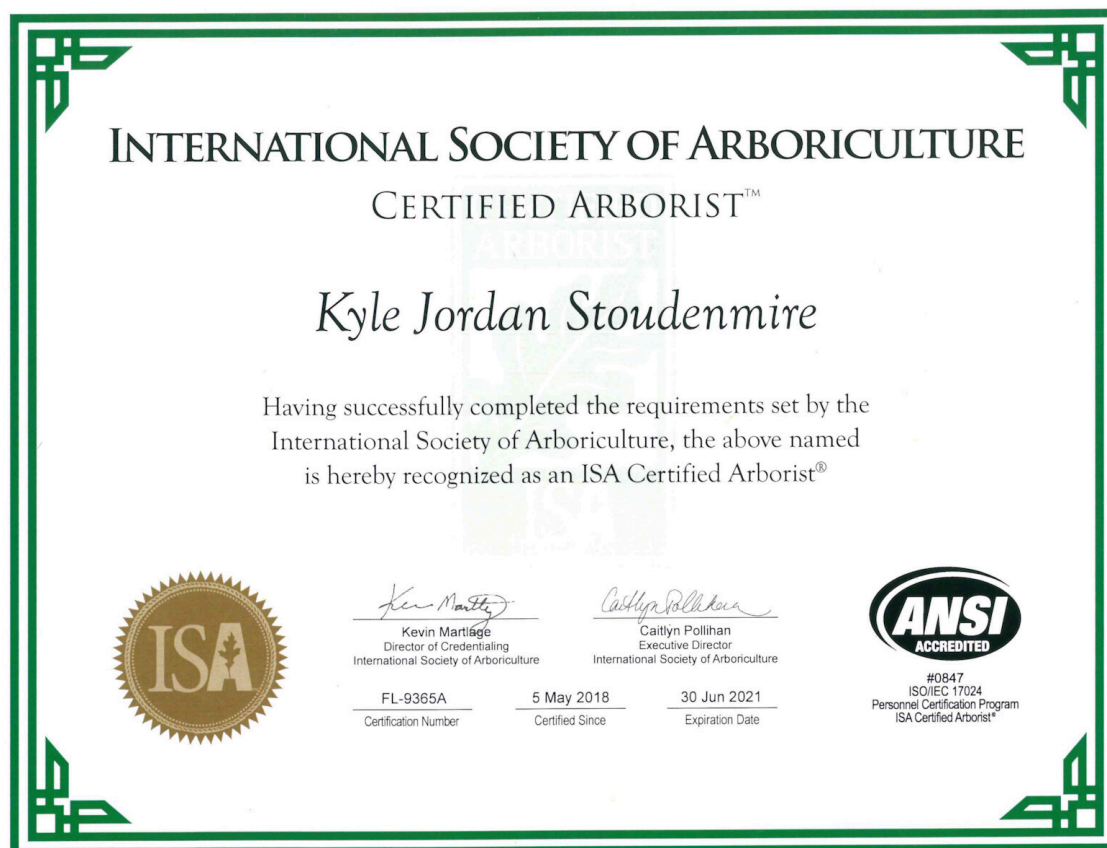 INTERNATIONAL SOCIETY OF ARBORICULTURE
CERTIFIED ARBORIST™
ARBORIST
Kyle Jordan Stoudenmire
Having successfully completed the requirements set by the
International Society of Arboriculture, the above named
is hereby recognized as an ISA Certified Arborist®
ISA
ISA
Kevin Martlage
Director of Credentialing
International Society of Arboriculture
Caitlyn Pollihan
Executive Director
International Society of Arboriculture
FL-9365A
Certification Number
5 May 2018
Certified Since
30 Jun 2021
Expiration Date
ANSI
ACCREDITED
#0847
ISO/IEC 17024
Personnel Certification Program
ISA Certified Arborist®